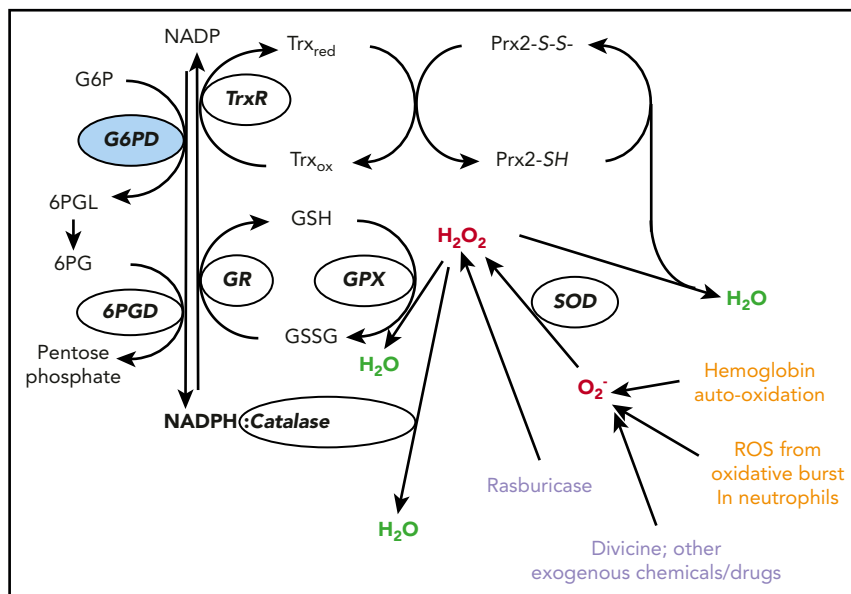 NADP
Trx_red
Prx2-S-S-
G6P
TrxR
G6PD
Trx_ox
Prx2-SH
6PGL
GSH
H₂O₂
6PG
GR
GPX
SOD
H₂O
6PGD
GSSG
Pentose
phosphate
H₂O
O₂⁻
Hemoglobin
auto-oxidation
NADPH:Catalase
ROS from
oxidative burst
In neutrophils
Rasburicase
H₂O
Divicine; other
exogenous chemicals/drugs